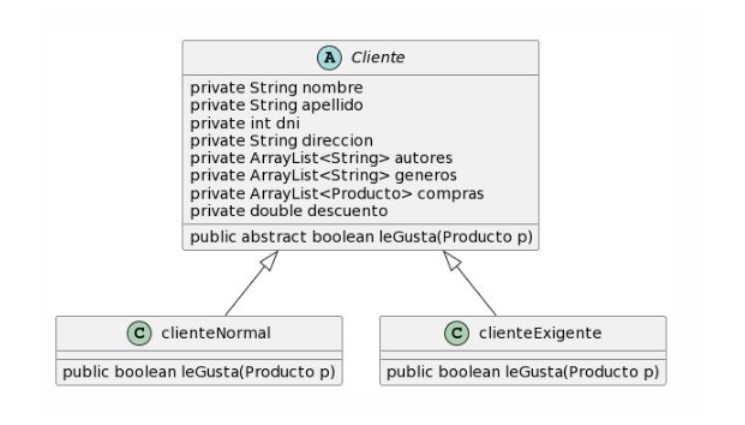 A Cliente
private String nombre
private String apellido
private int dni
private String direccion
private ArrayList<String> autores
private ArrayList<String> generos
private ArrayList<Producto> compras
private double descuento
public abstract boolean leGusta(Producto p)
C clienteNormal
public boolean leGusta(Producto p)
C clienteExigente
public boolean leGusta(Producto p)